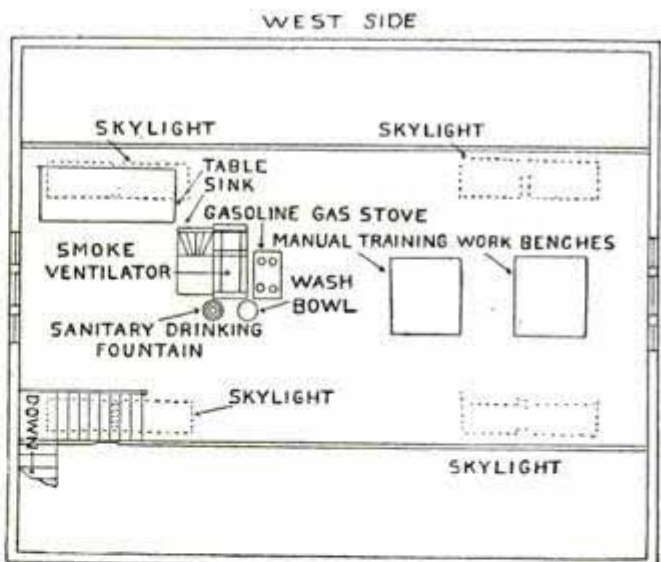 WEST SIDE
SKYLIGHT
SKYLIGHT
TABLE
SINK
GASOLINE GAS STOVE
MANUAL TRAINING WORK BENCHES
SMOKE
VENTILATOR
WASH
BOWL
SANITARY DRINKING
FOUNTAIN
SKYLIGHT
DOWN
SKYLIGHT